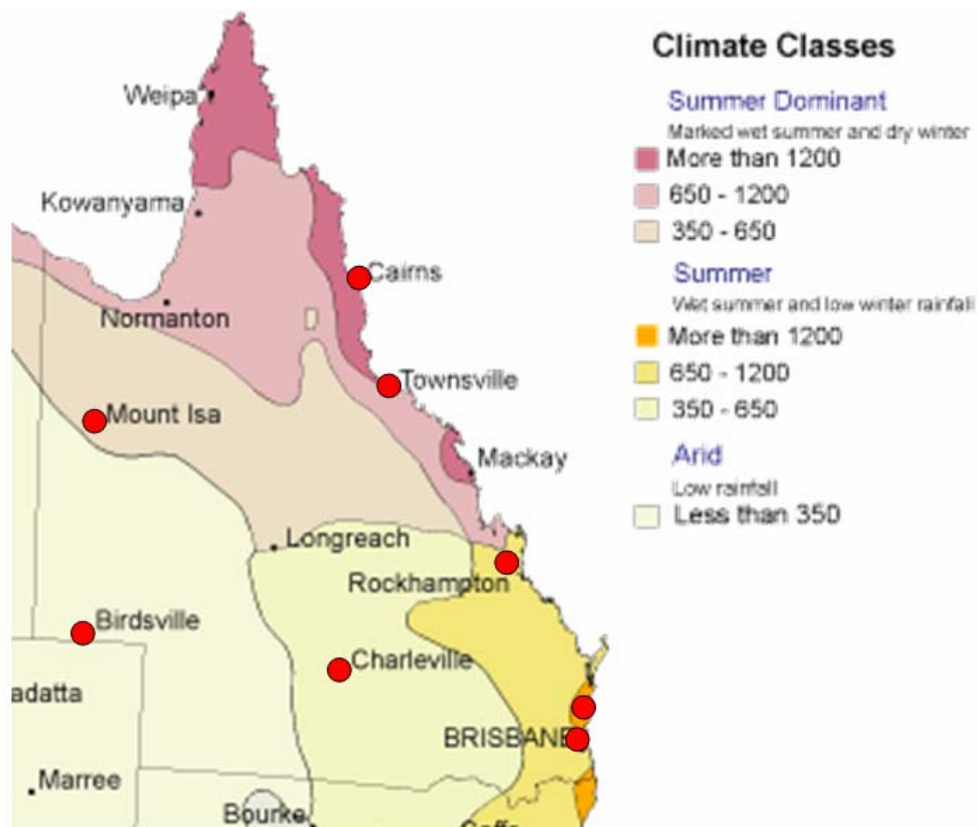 Climate Classes
Summer Dominant
Marked wet summer and dry winter
More than 1200
650 - 1200
350 - 650
Summer
Wet summer and low winter rainfall
More than 1200
650 - 1200
350 - 650
Arid
Low rainfall
Less than 350
Weipa
Kowanyama
Cairns
Normanton
Townsville
Mount Isa
Mackay
Longreach
Rockhampton
Birdsville
Charleville
adatta
BRISBANE
Marree
Bourke